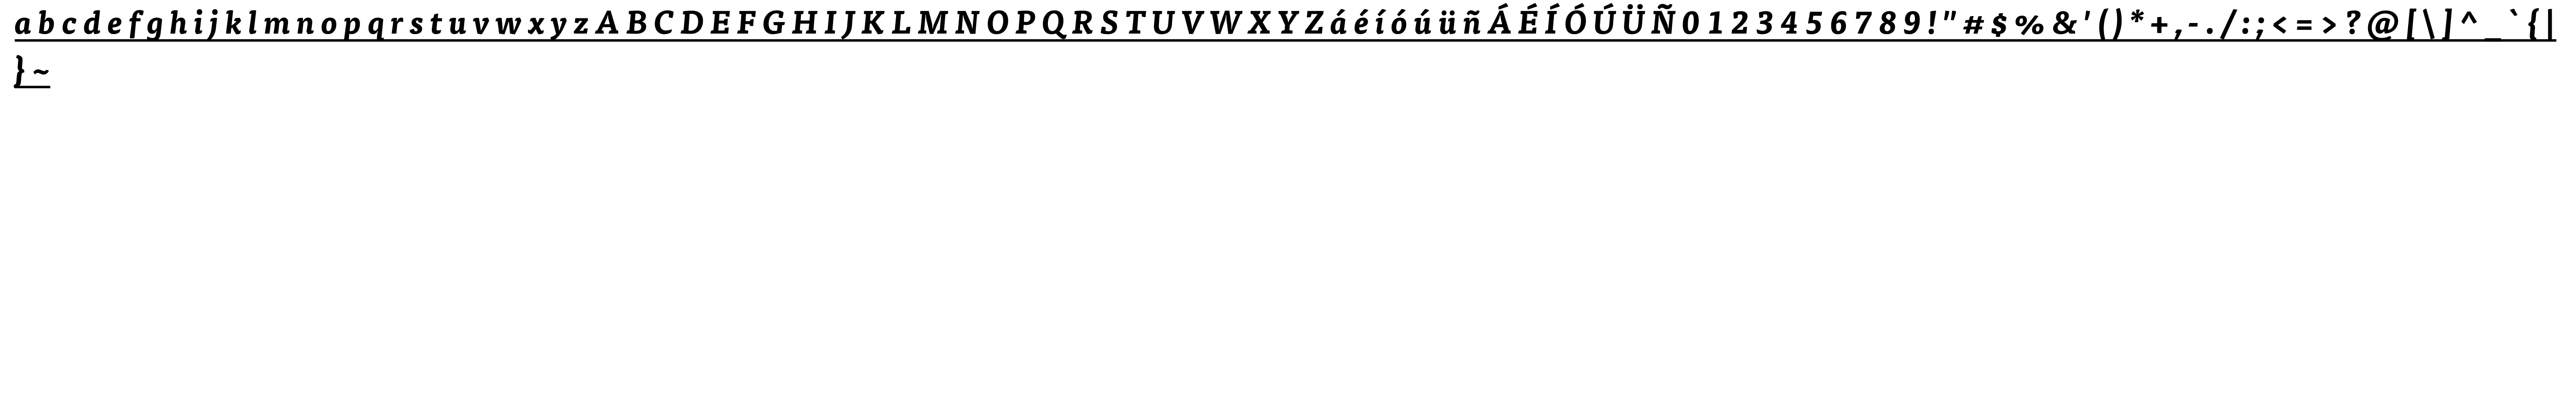 a b c d e f g h i j k l m n o p q r s t u v w x y z A B C D E F G H I J K L M N O P Q R S T U V W X Y Z á é í ó ú ü ñ Á É Í Ó Ú Ü Ñ 0 1 2 3 4 5 6 7 8 9 ! " # $ % & ' ( ) * + , - . / : ; < = > ? @ [ \ ] ^ _ ` { |
} ~